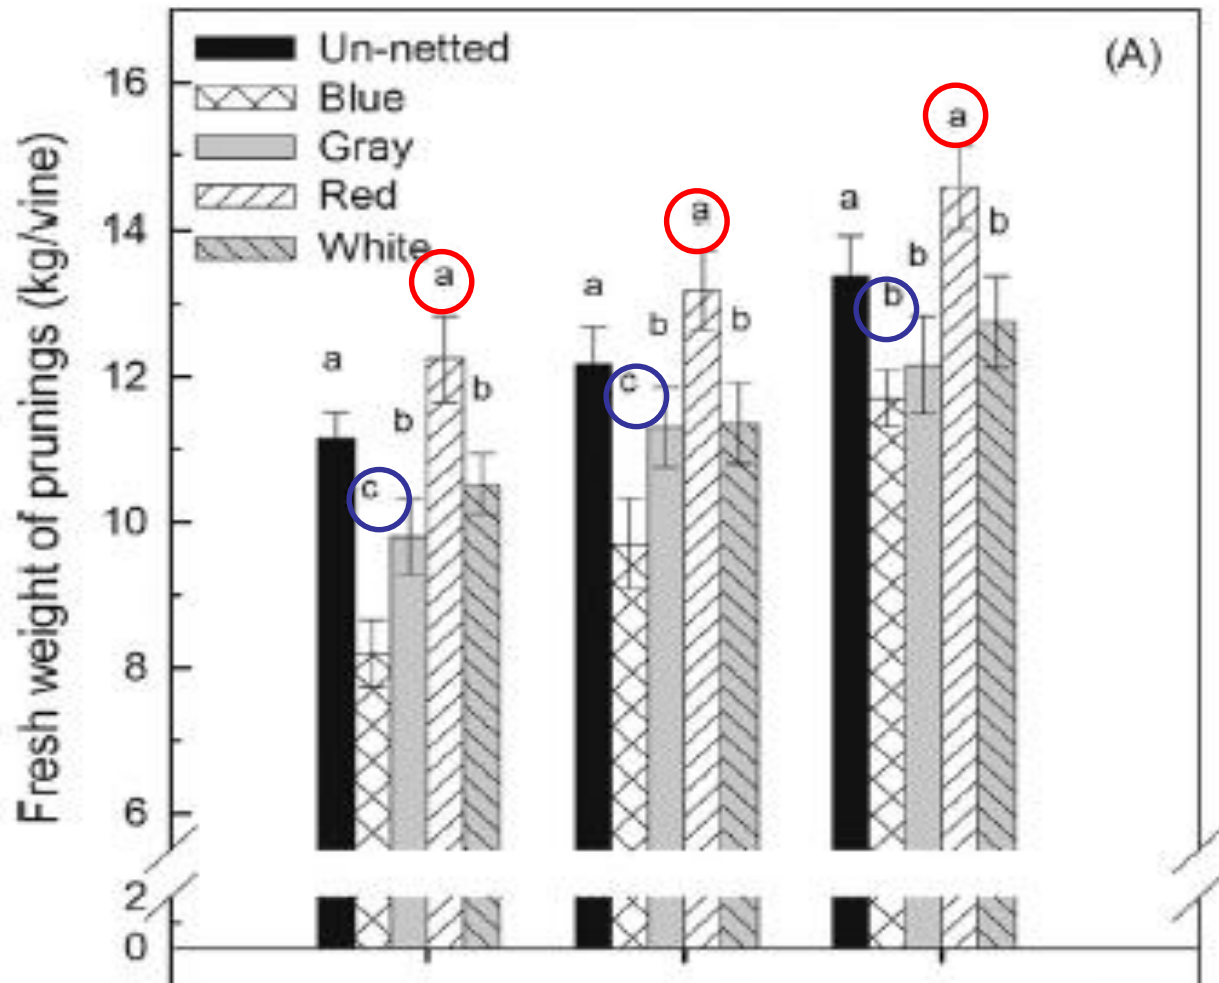 (A)
Un-netted
Blue
Gray
Red
White
Fresh weight of prunings (kg/vine)
16
14
12
10
8
6
2
0
a
c
b
a
b
a
c
b
a
b
a
b
b
a
b